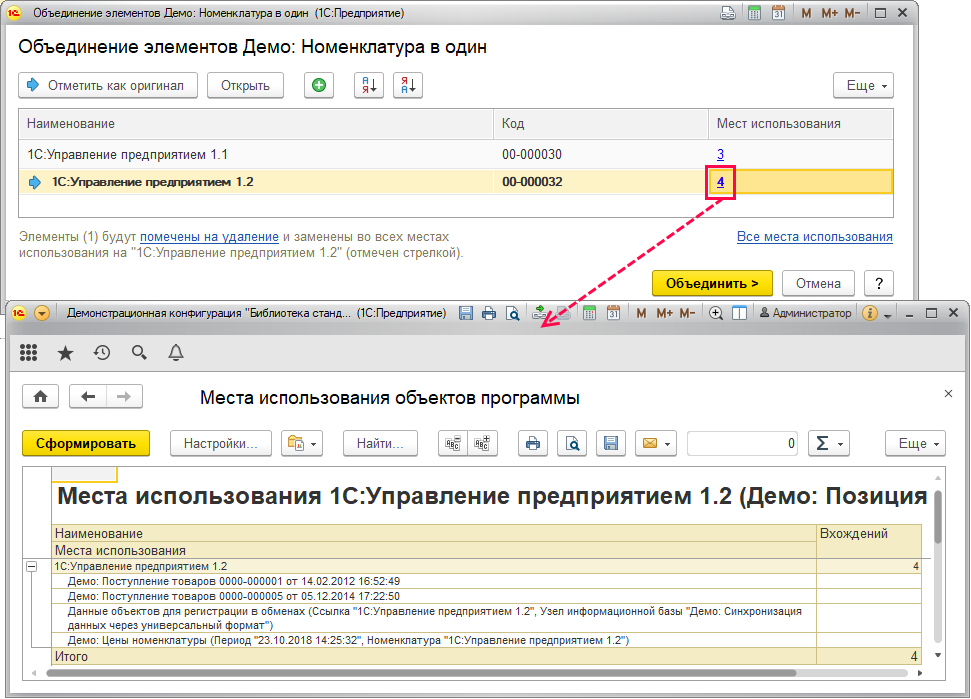 Объединение элементов Демо: Номенклатура в один (1С:Предприятие)
31 M M+ M-
Объединение элементов Демо: Номенклатура в один
Отметить как оригинал Открыть Еще
Наименование Код Мест использования
1С:Управление предприятием 1.1 00-000030 3
1С:Управление предприятием 1.2 00-000032 4
Элементы (1) будут помечены на удаление и заменены во всех местах
использования на "1С:Управление предприятием 1.2" (отмечен стрелкой).
Все места использования
Объединить > Отмена ?
Демонстрационная конфигурация "Библиотека станд... (1С:Предприятие)
31 M M+ M- Администратор
Места использования объектов программы
Сформировать Настройки... Найти... 0 Σ Еще
Места использования 1С:Управление предприятием 1.2 (Демо: Позиция
Наименование Вхождений
Места использования
1С:Управление предприятием 1.2 4
Демо: Поступление товаров 0000-000001 от 14.02.2012 16:52:49
Демо: Поступление товаров 0000-000005 от 05.12.2014 17:22:50
Данные объектов для регистрации в обменах (Ссылка "1С:Управление предприятием 1.2", Узел информационной базы "Демо: Синхронизация
данных через универсальный формат")
Демо: Цены номенклатуры (Период "23.10.2018 14:25:32", Номенклатура "1С:Управление предприятием 1.2")
Итого 4